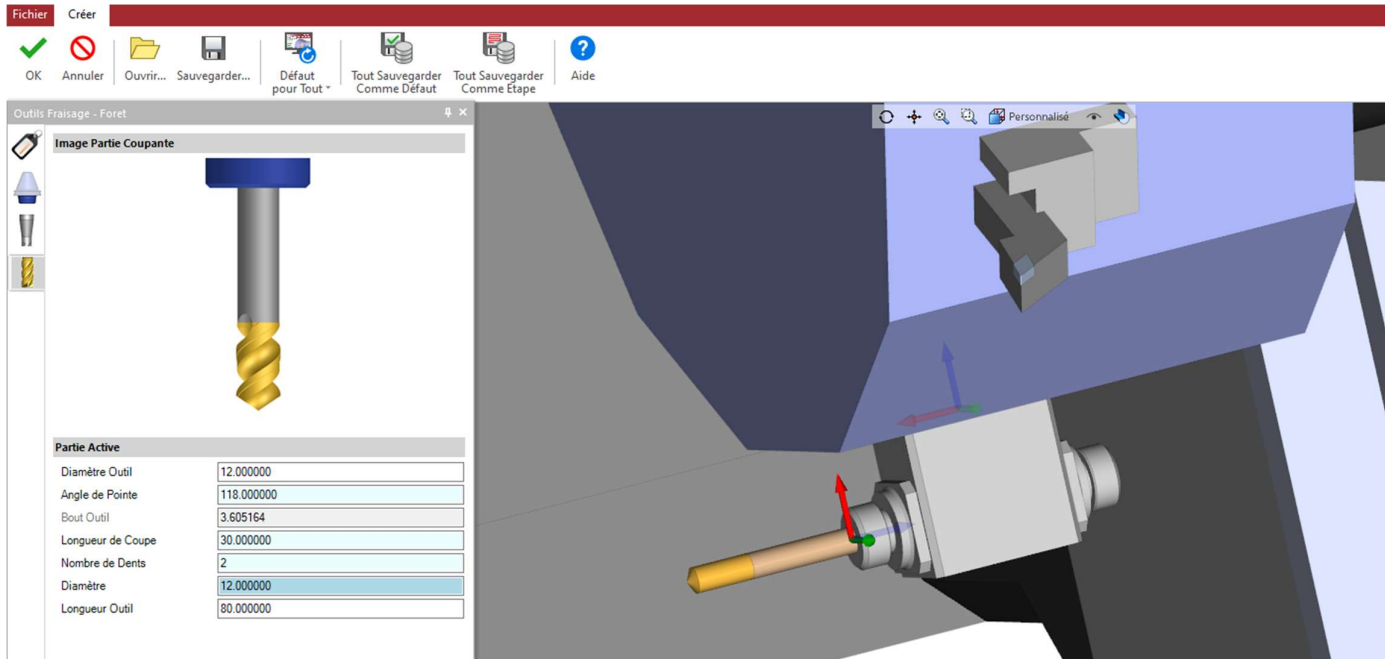 Fichier Créer
OK Annuler Ouvrir... Sauvegarder... Défaut pour Tout Tout Sauvegarder Comme Défaut Tout Sauvegarder Comme Etape Aide
Outils Fraisage - Foret
Personnalisé
Image Partie Coupante
Partie Active
Diamètre Outil 12.000000
Angle de Pointe 118.000000
Bout Outil 3.605164
Longueur de Coupe 30.000000
Nombre de Dents 2
Diamètre 12.000000
Longueur Outil 80.000000